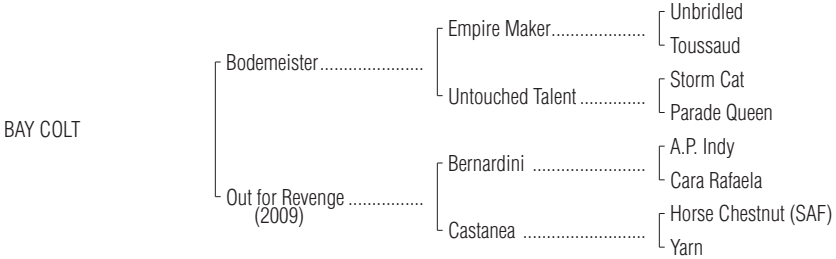 Unbridled
Empire Maker....................
Toussaud
Bodemeister......................
Storm Cat
Untouched Talent ..............
Parade Queen
BAY COLT
A.P. Indy
Bernardini ........................
Cara Rafaela
Out for Revenge ................
(2009)
Horse Chestnut (SAF)
Castanea ..........................
Yarn